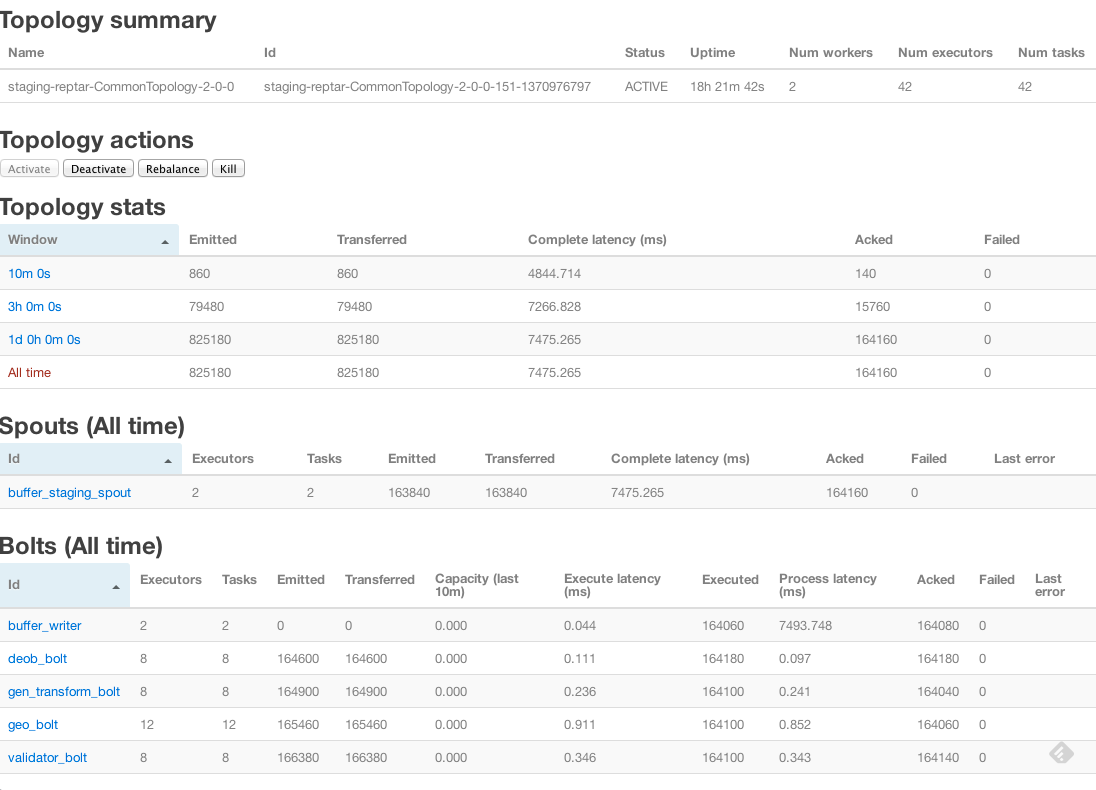 Topology summary
Name Id Status Uptime Num workers Num executors Num tasks
staging-reptar-CommonTopology-2-0-0 staging-reptar-CommonTopology-2-0-0-151-1370976797 ACTIVE 18h 21m 42s 2 42 42
Topology actions
Activate Deactivate Rebalance Kill
Topology stats
Window Emitted Transferred Complete latency (ms) Acked Failed
10m 0s 860 860 4844.714 140 0
3h 0m 0s 79480 79480 7266.828 15760 0
1d 0h 0m 0s 825180 825180 7475.265 164160 0
All time 825180 825180 7475.265 164160 0
Spouts (All time)
Id Executors Tasks Emitted Transferred Complete latency (ms) Acked Failed Last error
buffer_staging_spout 2 2 163840 163840 7475.265 164160 0
Bolts (All time)
Id Executors Tasks Emitted Transferred Capacity (last 10m) Execute latency (ms) Executed Process latency (ms) Acked Failed Last error
buffer_writer 2 2 0 0 0.000 0.044 164060 7493.748 164080 0
deob_bolt 8 8 164600 164600 0.000 0.111 164180 0.097 164180 0
gen_transform_bolt 8 8 164900 164900 0.000 0.236 164100 0.241 164040 0
geo_bolt 12 12 165460 165460 0.000 0.911 164100 0.852 164060 0
validator_bolt 8 8 166380 166380 0.000 0.346 164100 0.343 164140 0